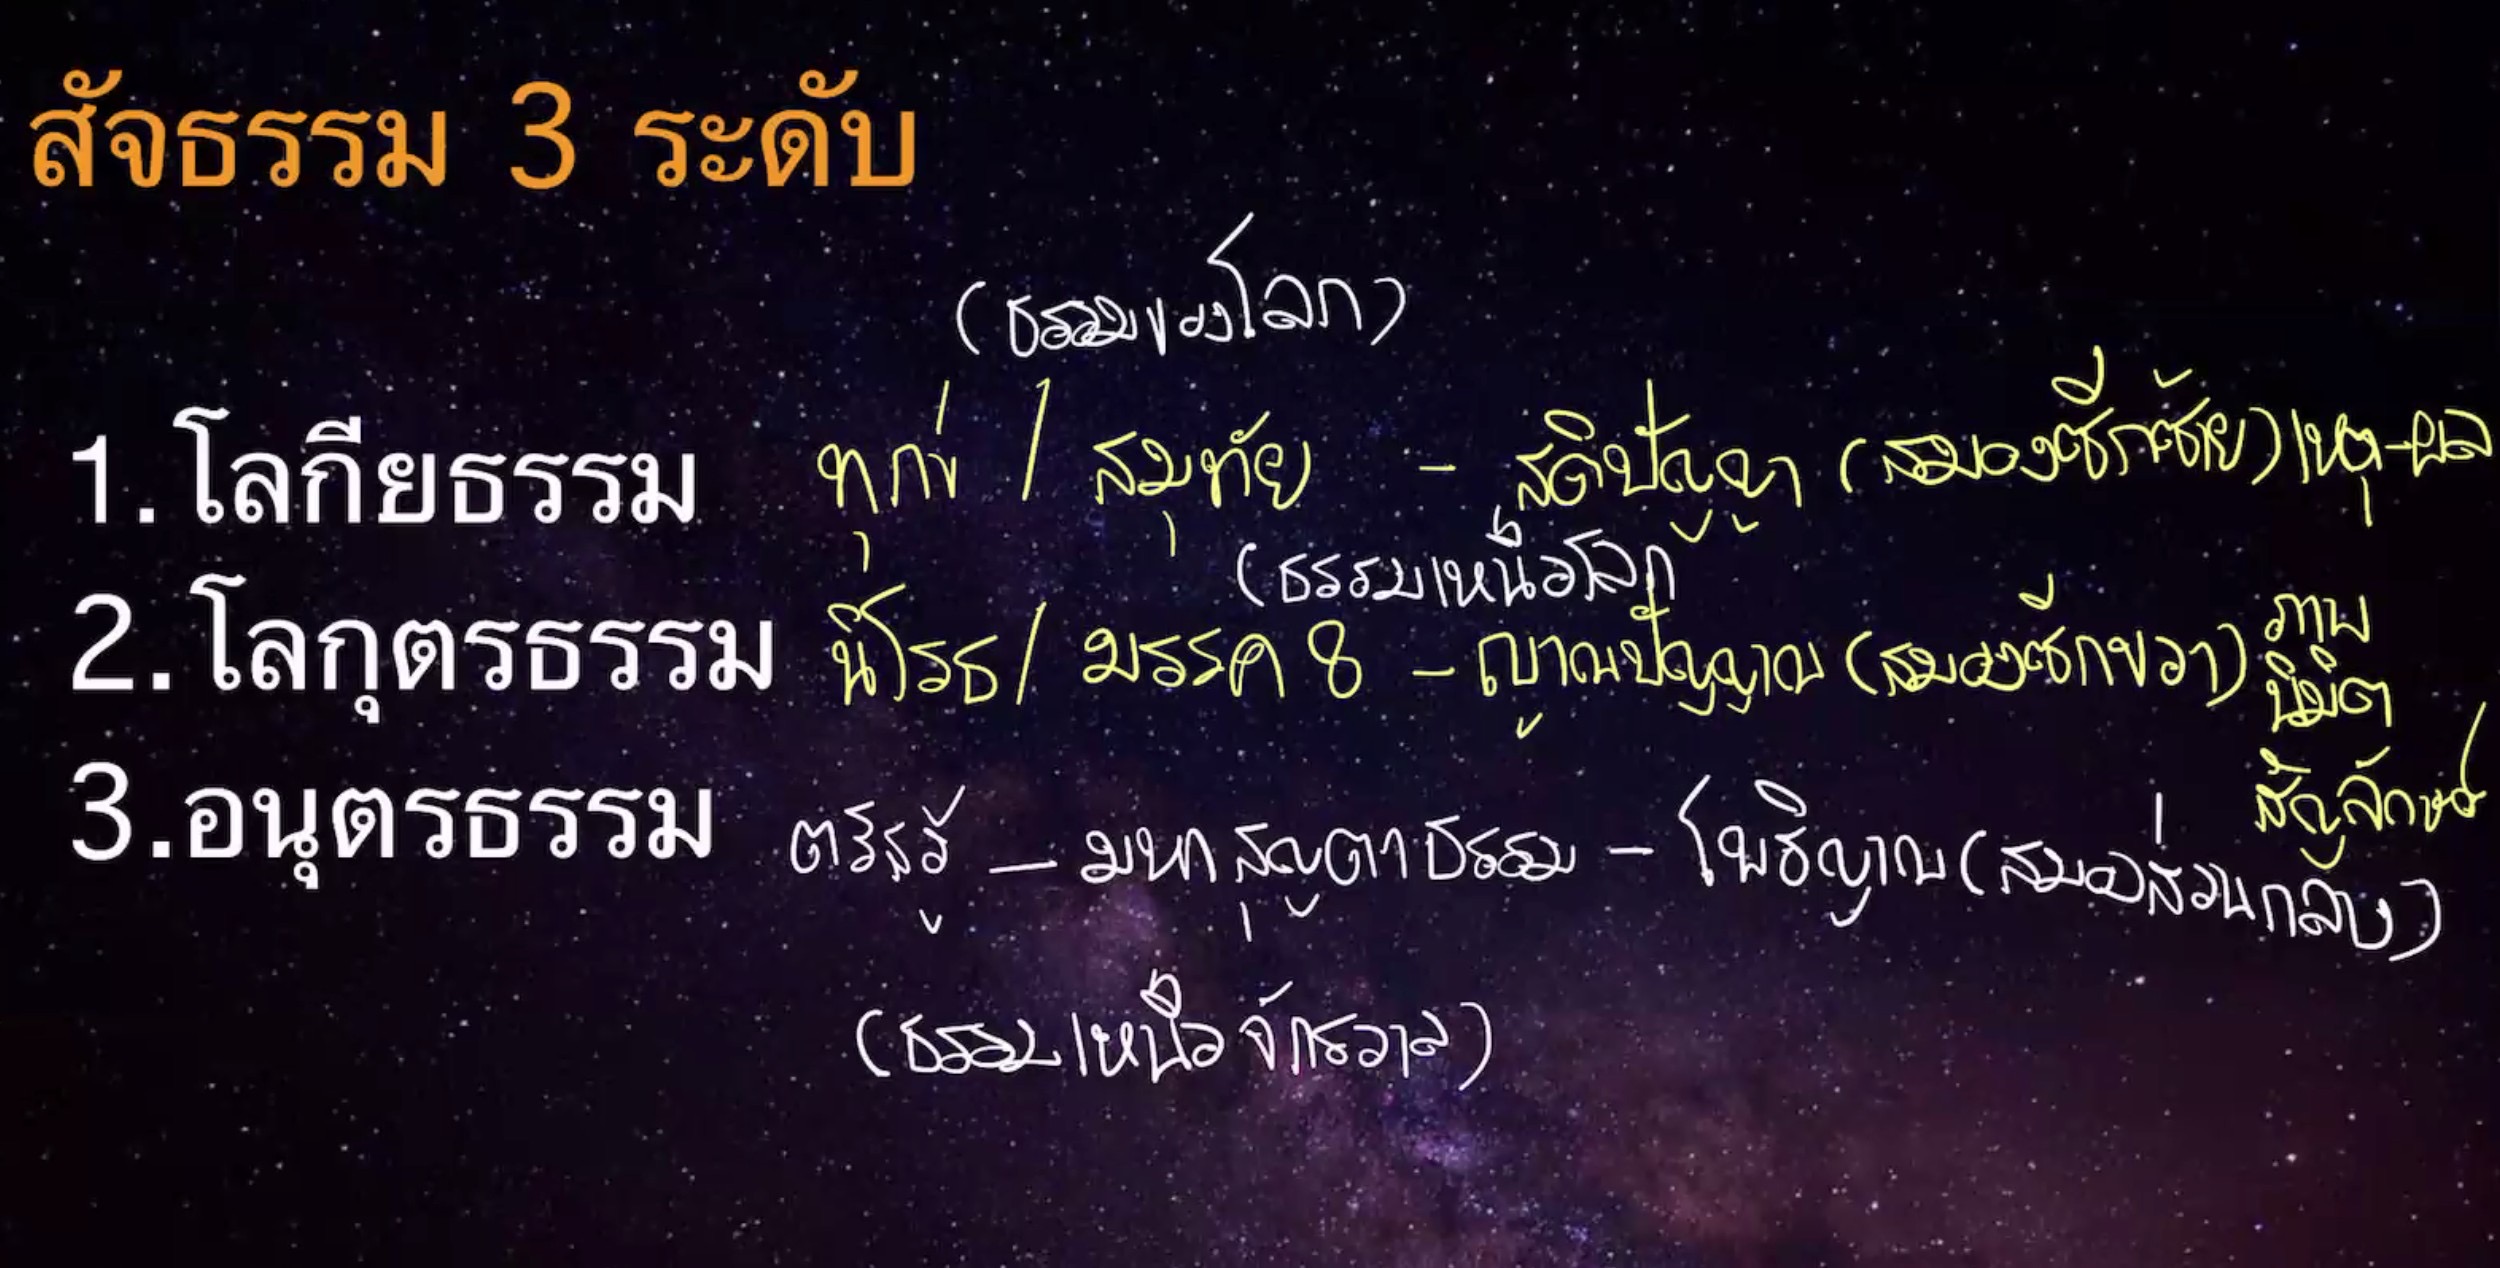 สัจธรรม 3 ระดับ
(ธรรมของโลก)
1.โลกียธรรม ทุกข์ / สมุทัย - สติปัญญา (สมองซีกซ้าย) เหตุ-ผล
(ธรรมเหนือโลก
2.โลกุตรธรรม นิโรธ / มรรค 8 - ญาณปัญญาณ (สมองซีกขวา) ภาพ
นิมิต
สัญลักษณ์
3.อนุตรธรรม ตรัสรู้ - มหาสุญญตาธรรม - โพธิญาณ (สมองส่วนกลาง)
(ธรรมเหนือจักรวาล)